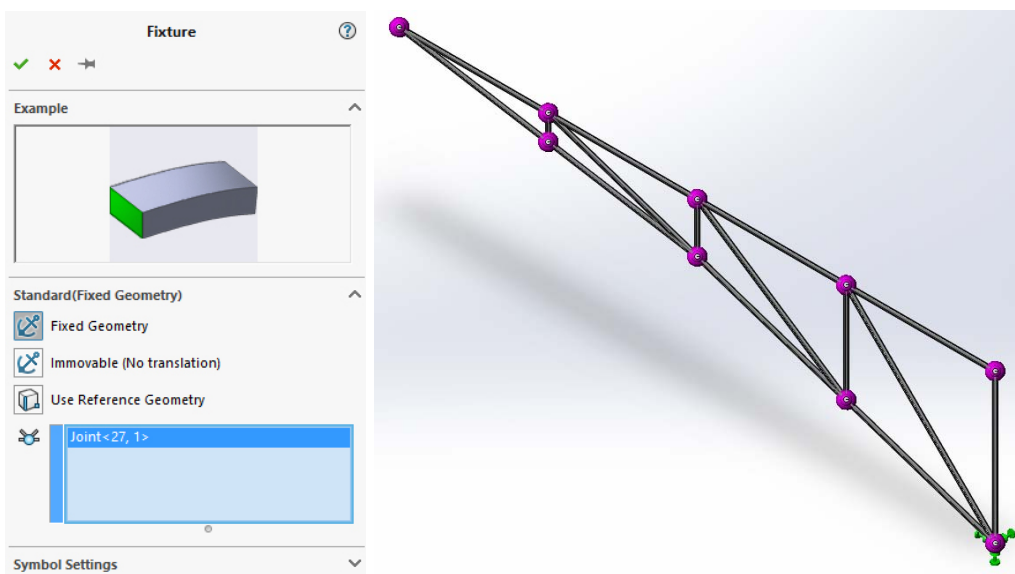 Fixture
?
Example
Standard(Fixed Geometry)
Fixed Geometry
Immovable (No translation)
Use Reference Geometry
Joint<27, 1>
Symbol Settings